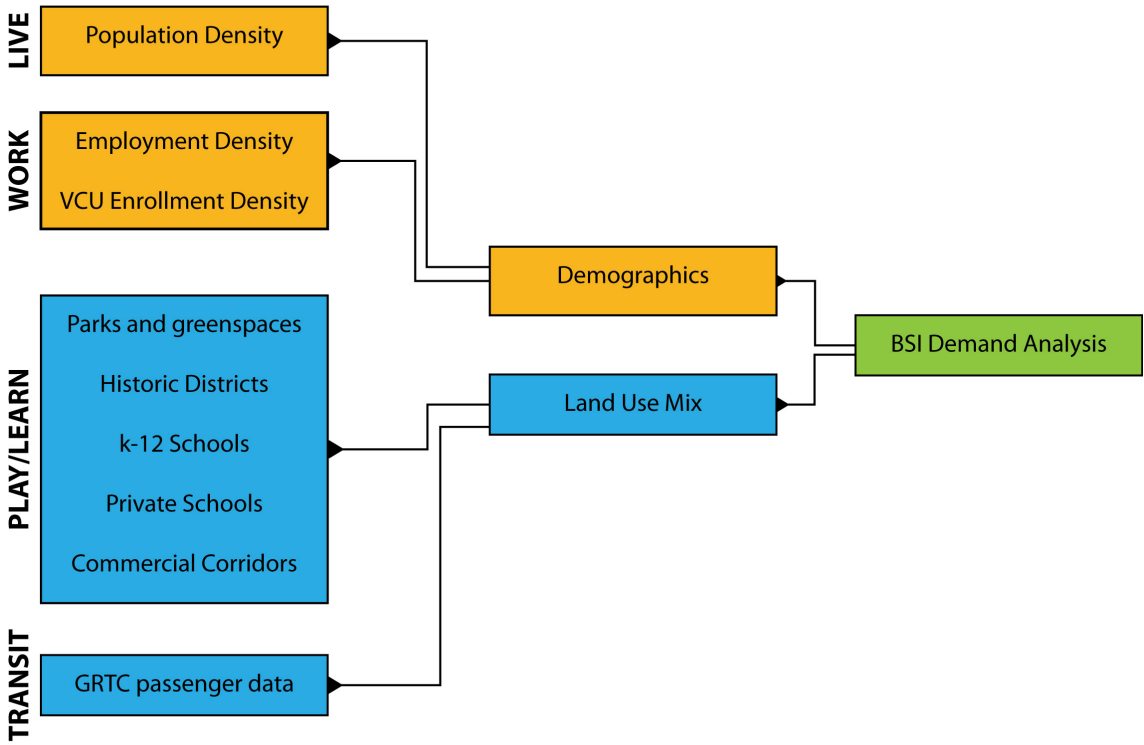 LIVE
Population Density
WORK
Employment Density
VCU Enrollment Density
Demographics
PLAY/LEARN
Parks and greenspaces
Historic Districts
k-12 Schools
Private Schools
Commercial Corridors
Land Use Mix
BSI Demand Analysis
TRANSIT
GRTC passenger data